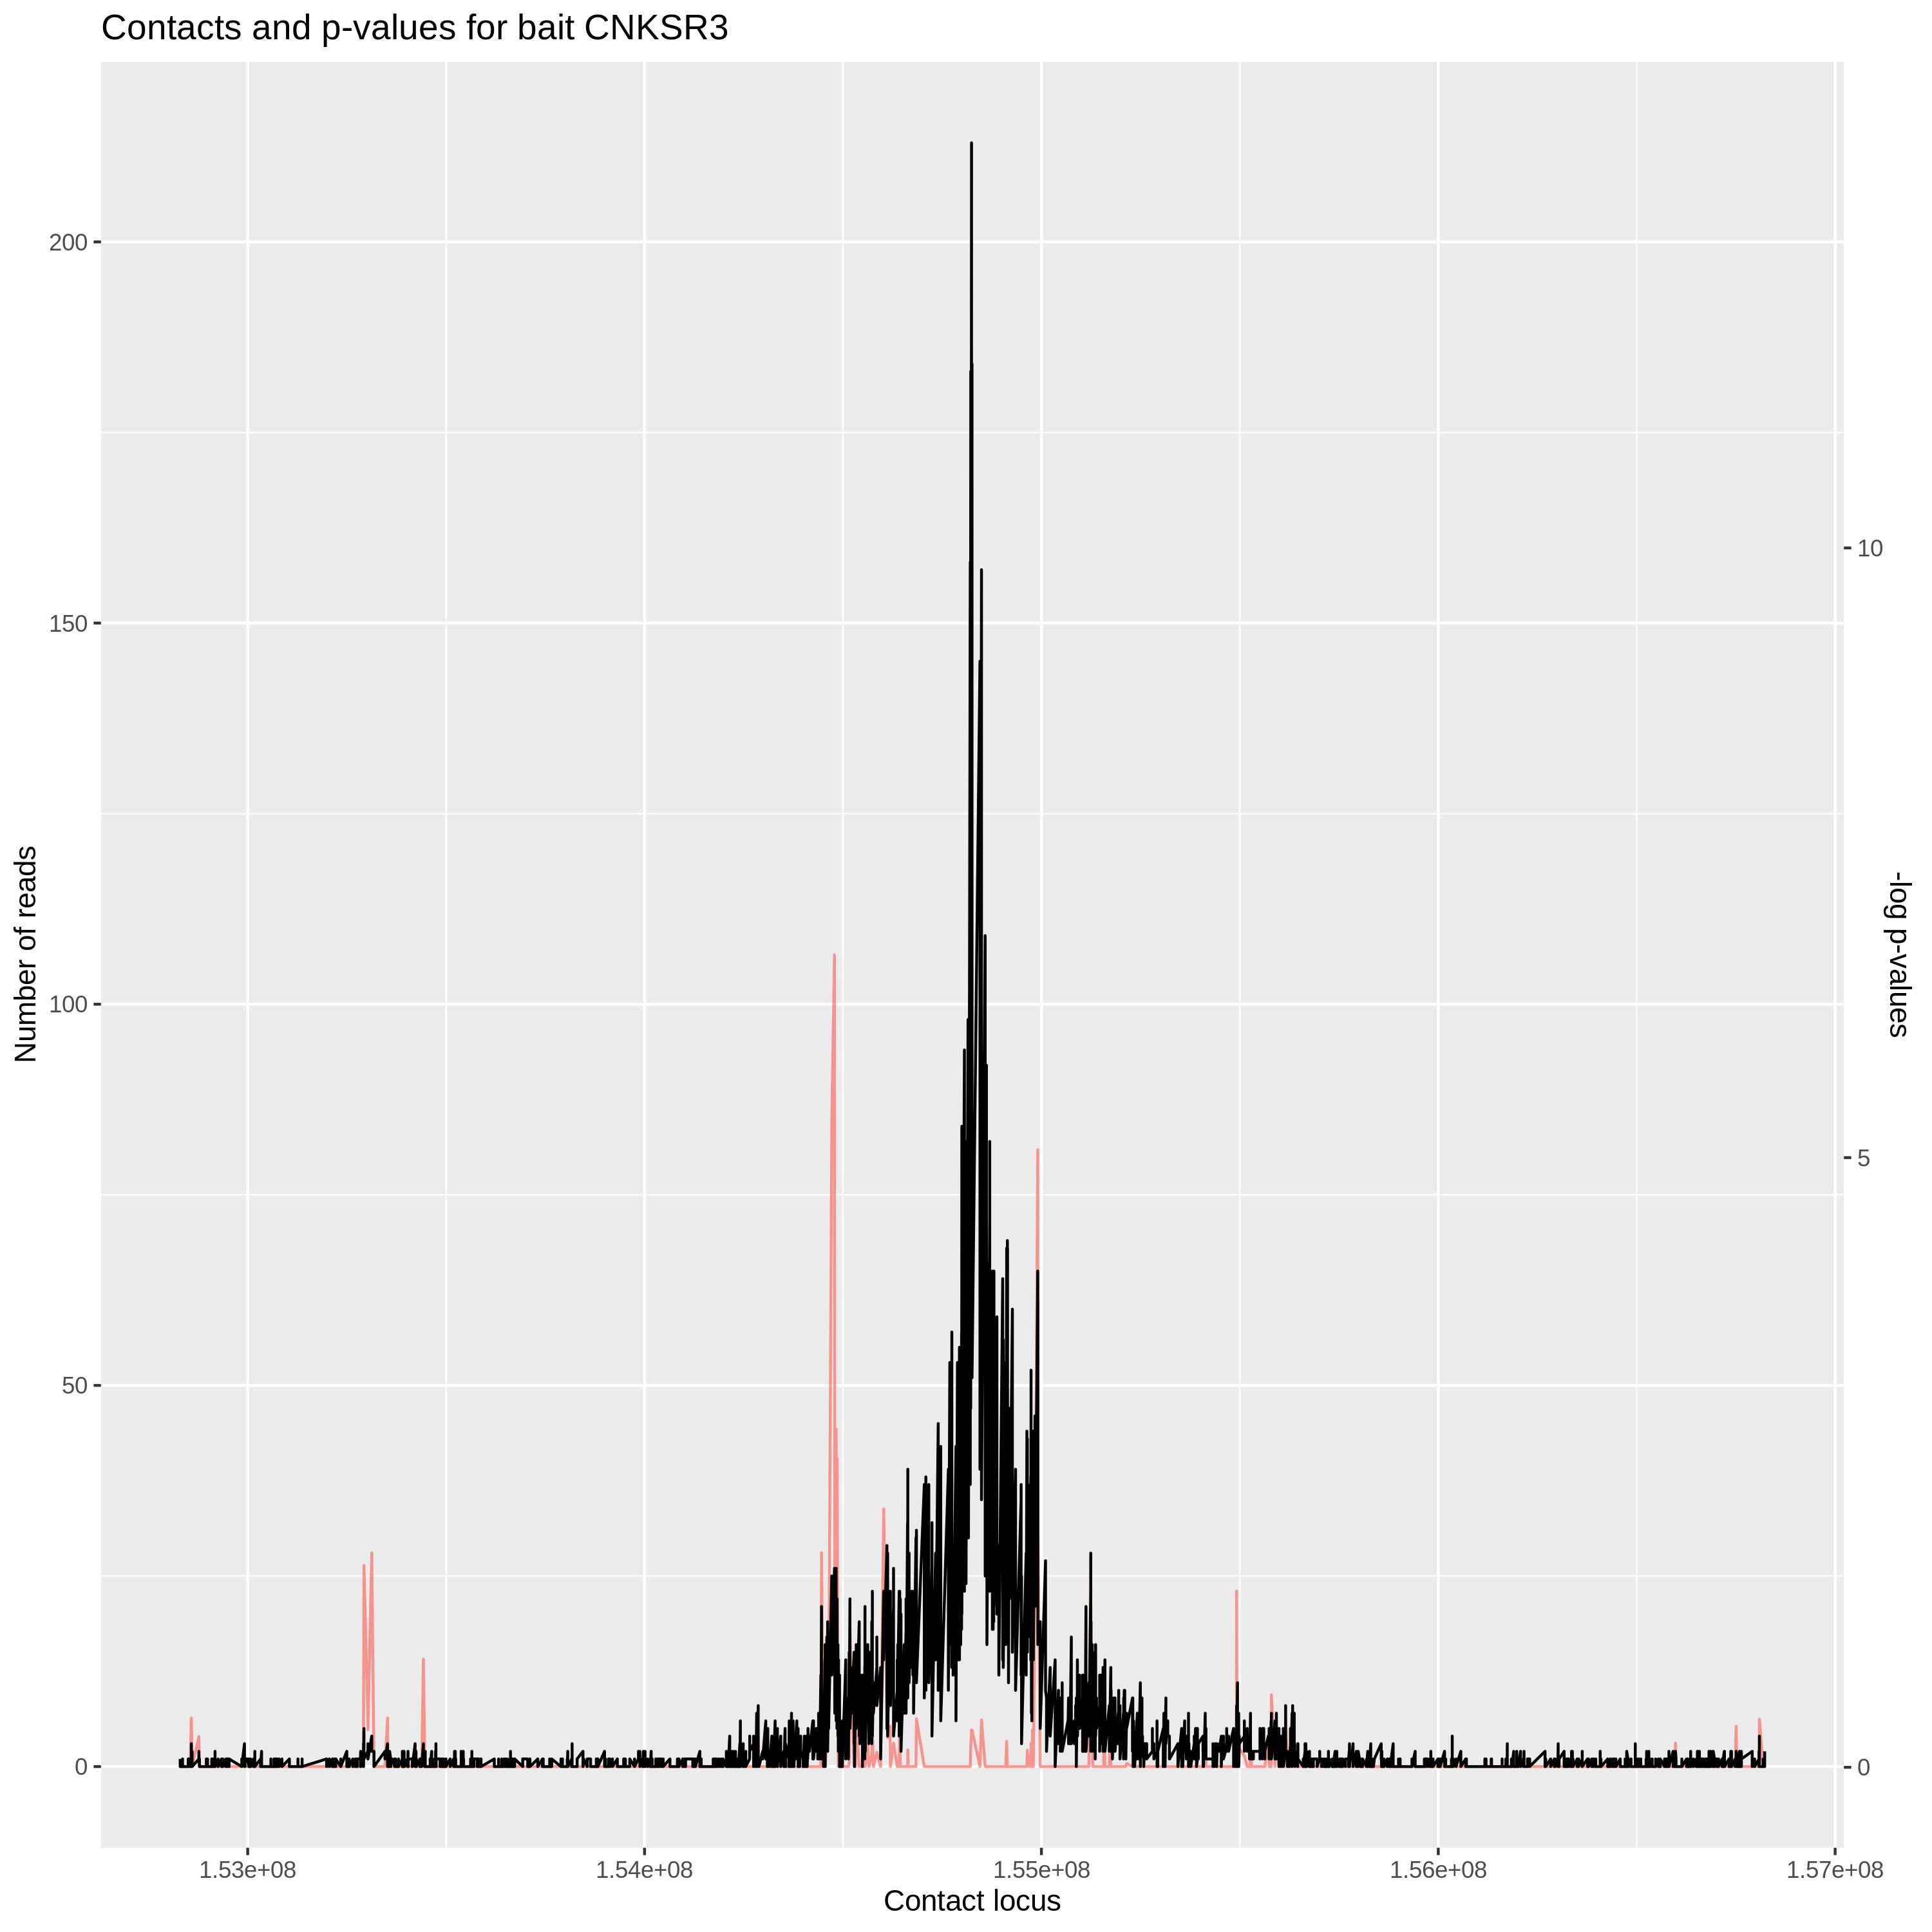 Contacts and p-values for bait CNKSR3
200
150
100
50
0
Number of reads
10
5
0
-log p-values
1.53e+08
1.54e+08
1.55e+08
1.56e+08
1.57e+08
Contact locus